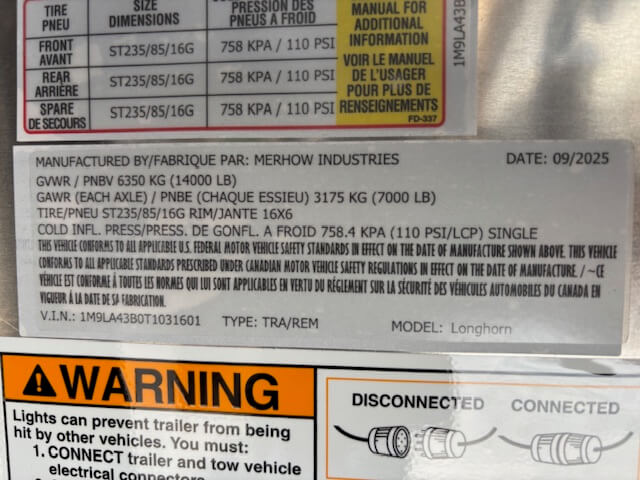 TIRE
PNEU
SIZE
DIMENSIONS
PRESSION DES
PNEUS A FROID
MANUAL FOR
ADDITIONAL
INFORMATION
VOIR LE MANUEL
DE L'USAGER
POUR PLUS DE
RENSEIGNEMENTS
FD-337
1M9LA43B0
FRONT
AVANT
ST235/85/16G
758 KPA / 110 PSI
REAR
ARRIÈRE
ST235/85/16G
758 KPA / 110 PSI
SPARE
DE SECOURS
ST235/85/16G
758 KPA / 110 PSI
MANUFACTURED BY/FABRIQUE PAR: MERHOW INDUSTRIES DATE: 09/2025
GVWR / PNBV 6350 KG (14000 LB)
GAWR (EACH AXLE) / PNBE (CHAQUE ESSIEU) 3175 KG (7000 LB)
TIRE/PNEU ST235/85/16G RIM/JANTE 16X6
COLD INFL. PRESS/PRESS. DE GONFL. A FROID 758.4 KPA (110 PSI/LCP) SINGLE
THIS VEHICLE CONFORMS TO ALL APPLICABLE U.S. FEDERAL MOTOR VEHICLE SAFETY STANDARDS IN EFFECT ON THE DATE OF MANUFACTURE SHOWN ABOVE. THIS VEHICLE
CONFORMS TO ALL APPLICABLE STANDARDS PRESCRIBED UNDER CANADIAN MOTOR VEHICLE SAFETY REGULATIONS IN EFFECT ON THE DATE OF MANUFACTURE. / ~CE
VÉHICLE EST CONFORME À TOUTES LES NORMES QUI LUI SONT APPLICABLES EN VERTU DU RÉGLEMENT SUR LA SÉCURITÉ DES VÉHICULES AUTOMOBILES DU CANADA EN
VIGUEUR À LA DATE DE SA FABRICATION.
V.I.N.: 1M9LA43B0T1031601 TYPE: TRA/REM MODEL: Longhorn
WARNING
Lights can prevent trailer from being
hit by other vehicles. You must:
1. CONNECT trailer and tow vehicle
electrical connectors
DISCONNECTED
CONNECTED